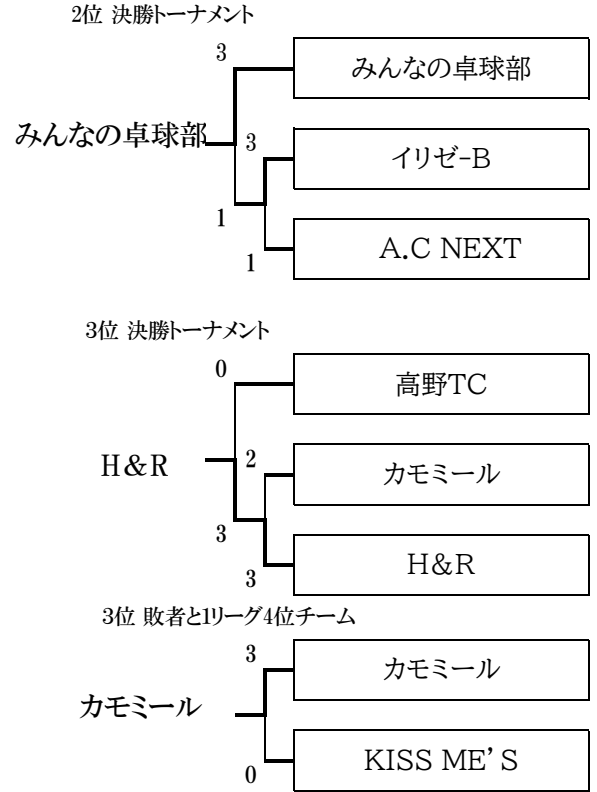 2位 決勝トーナメント
3
みんなの卓球部
みんなの卓球部
3
イリゼ-B
1
A.C NEXT
1
3位 決勝トーナメント
0
高野TC
H&R
2
カモミール
3
H&R
3
3位 敗者と1リーグ4位チーム
3
カモミール
カモミール
KISS ME'S
0